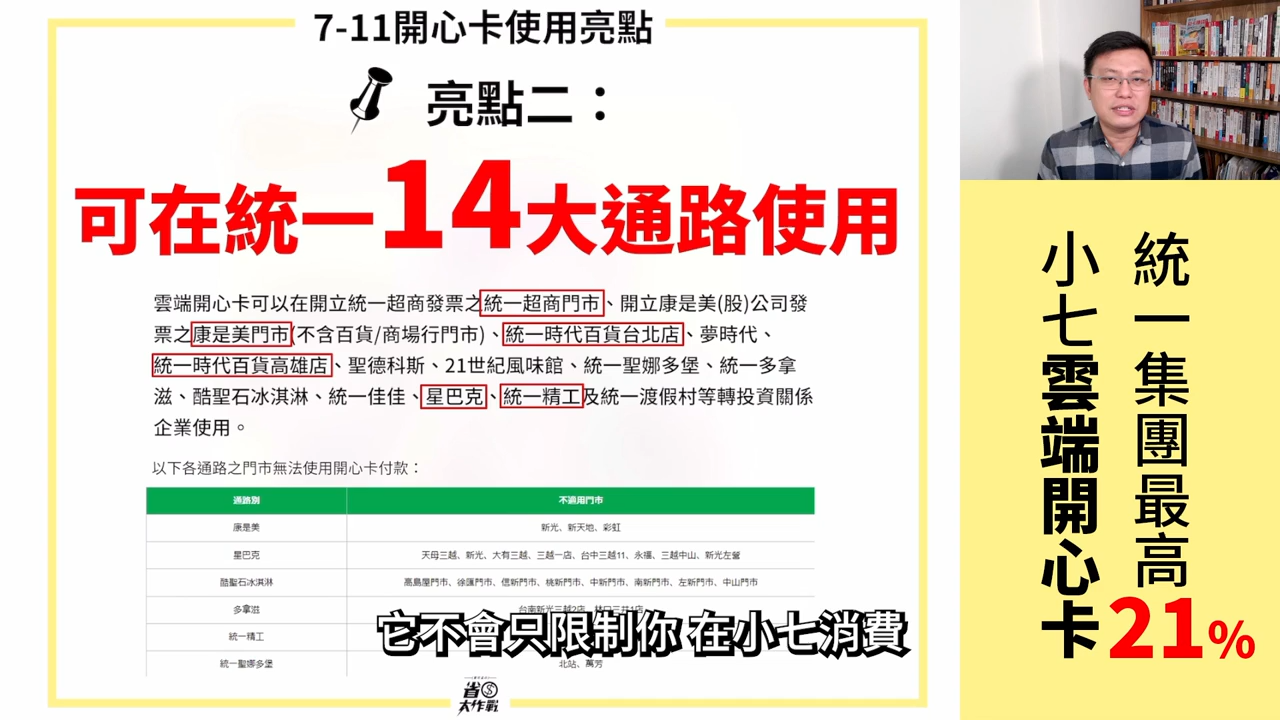 7-11開心卡使用亮點
亮點二：
可在統一14大通路使用
雲端開心卡可以在開立統一超商發票之統一超商門市、開立康是美(股)公司發
票之康是美門市(不含百貨/商場行門市)、統一時代百貨台北店、夢時代、
統一時代百貨高雄店、聖德科斯、21世紀風味館、統一聖娜多堡、統一多拿
滋、酷聖石冰淇淋、統一佳佳、星巴克、統一精工及統一渡假村等轉投資關係
企業使用。
以下各通路之門市無法使用開心卡付款：
通路別 不適用門市
康是美 新光、新天地、彩虹
星巴克 天母三越、新光、大有三越、三越一店、台中三越11、永福、三越中山、新光左營
酷聖石冰淇淋 高島屋門市、徐匯門市、信新門市、桃新門市、中新門市、南新門市、左新門市、中山門市
多拿滋
統一精工
統一聖娜多堡 北站、萬芳
它不會只限制你 在小七消費
省
大作戰
統一集團最高21%
小七雲端開心卡